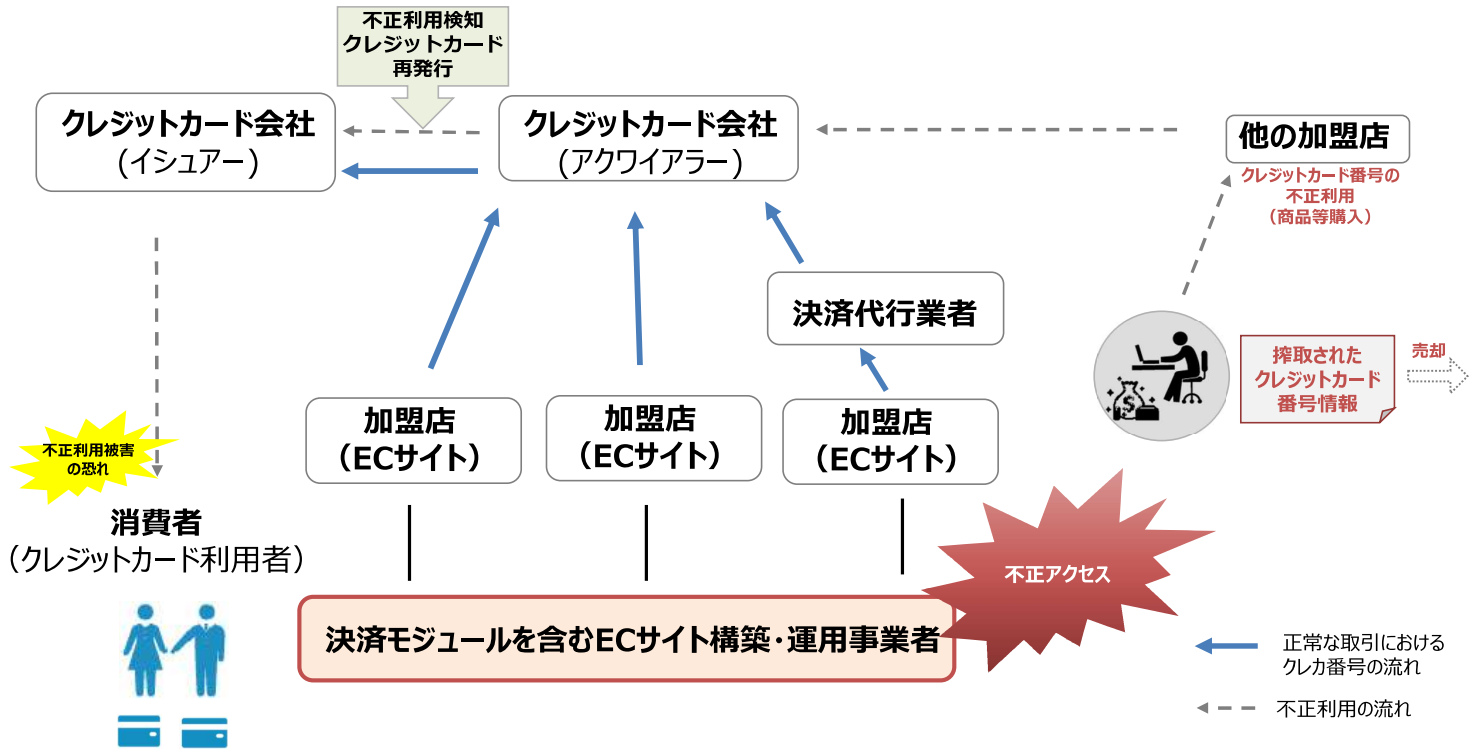 不正利用検知
クレジットカード
再発行
クレジットカード会社
(イシュアー)
クレジットカード会社
(アクワイアラー)
他の加盟店
クレジットカード番号の
不正利用
(商品等購入)
決済代行業者
搾取された
クレジットカード
番号情報
売却
加盟店
(ECサイト)
加盟店
(ECサイト)
加盟店
(ECサイト)
不正利用被害
の恐れ
消費者
(クレジットカード利用者)
不正アクセス
決済モジュールを含むECサイト構築・運用事業者
正常な取引における
クレカ番号の流れ
不正利用の流れ